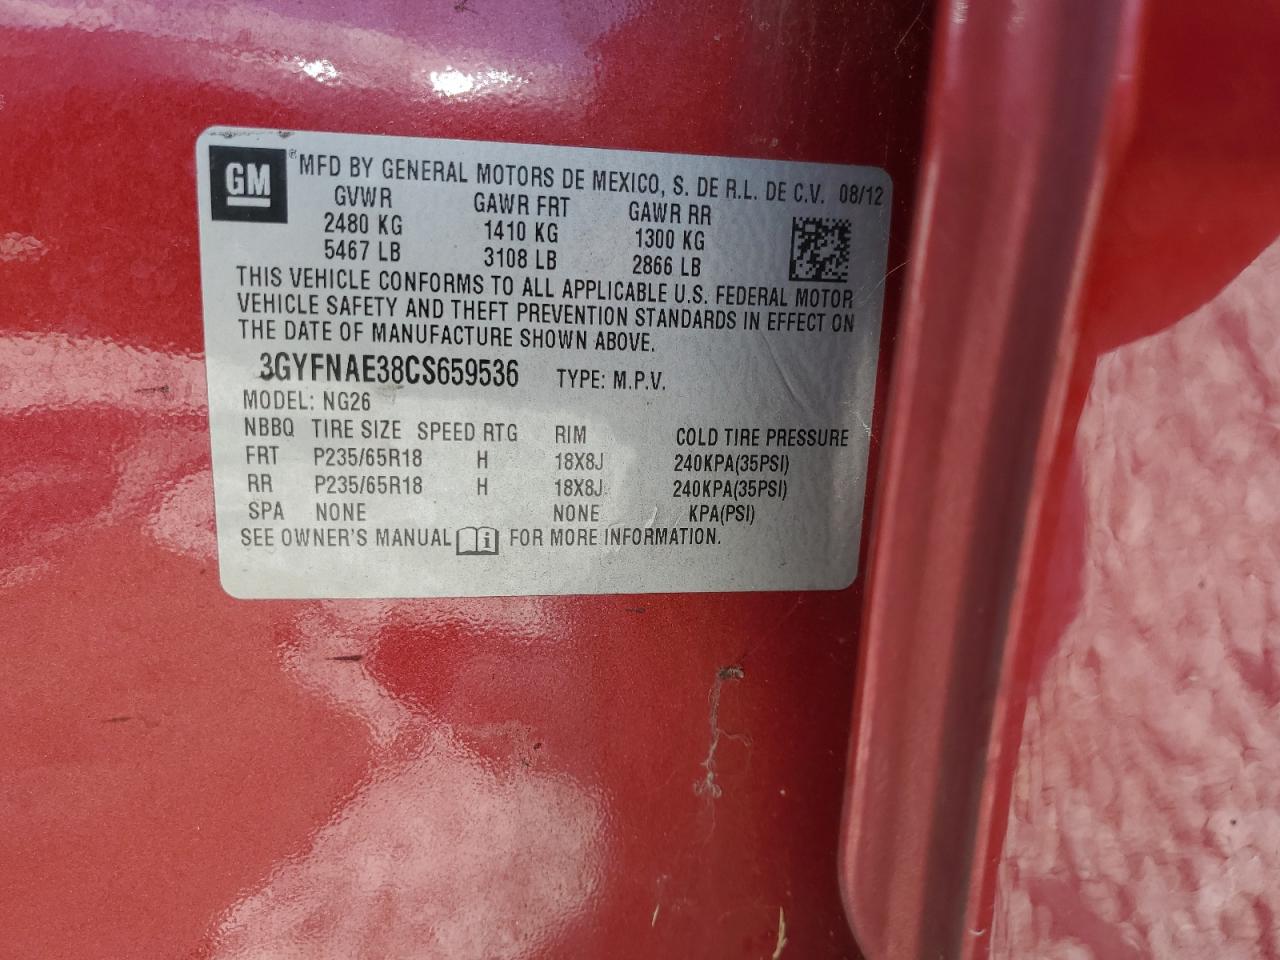 GM ® MFD BY GENERAL MOTORS DE MEXICO, S. DE R.L. DE C.V. 08/12
GVWR GAWR FRT GAWR RR
2480 KG 1410 KG 1300 KG
5467 LB 3108 LB 2866 LB
THIS VEHICLE CONFORMS TO ALL APPLICABLE U.S. FEDERAL MOTOR
VEHICLE SAFETY AND THEFT PREVENTION STANDARDS IN EFFECT ON
THE DATE OF MANUFACTURE SHOWN ABOVE.
3GYFNAE38CS659536 TYPE: M.P.V.
MODEL: NG26
NBBQ TIRE SIZE SPEED RTG RIM COLD TIRE PRESSURE
FRT P235/65R18 H 18X8J 240KPA(35PSI)
RR P235/65R18 H 18X8J 240KPA(35PSI)
SPA NONE NONE KPA(PSI)
SEE OWNER'S MANUAL i FOR MORE INFORMATION.